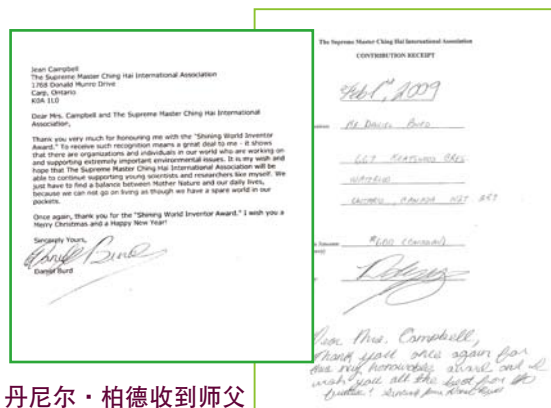 Jean Campbell
The Supreme Master Ching Hai International Association
1768 Donald Munro Drive
Carp, Ontario
K0A 1L0
Dear Mrs. Campbell and The Supreme Master Ching Hai International
Association,
Thank you very much for honouring me with the "Shining World Inventor
Award." To receive such recognition means a great deal to me - it shows
that there are organizations and individuals in our world who are working on
and supporting extremely important environmental issues. It is my wish and
hope that The Supreme Master Ching Hai International Association will be
able to continue supporting young scientists and researchers like myself. We
just have to find a balance between Mother Nature and our daily lives,
because we can not go on living as though we have a spare world in our
pockets.
Once again, thank you for the "Shining World Inventor Award." I wish you a
Merry Christmas and a Happy New Year!
Sincerely Yours,
Daniel Burd
Daniel Burd
The Supreme Master Ching Hai International Association
CONTRIBUTION RECEIPT
Feb 1st, 2009
Mr Daniel Burd
667
WATERLOO
ONTARIO, CANADA N2T
$600 (CANADIAN)
Dear Mrs. Campbell,
Thank you once again for
this very honourable award and I
wish you all the best for the
future!
丹尼尔·柏德收到师父